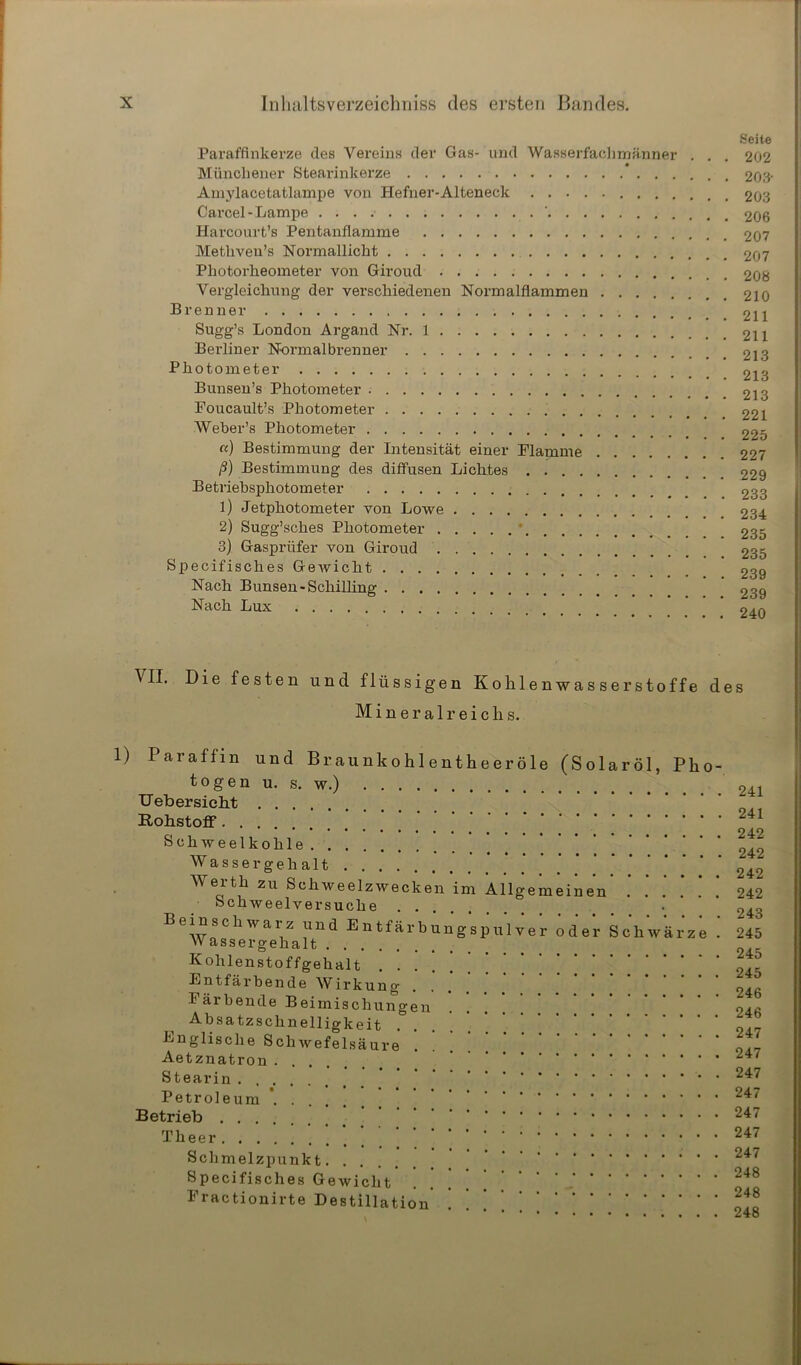 X Inhaltsverzeichniss des ersten Bandes.
Seite
Paraffinkerze des Vereins der Gas- und Wasserfachmänner . . . 202
Münchener Stearinkerze . . . 203
Amylacetatlampe von Hefner-Alteneck . . . 203
Carcel-Lampe . . . 206
Harcourt's Pentanflamme . . . 207
Methven's Normallicht . . . 207
Photorheometer von Giroud . . . 208
Vergleichung der verschiedenen Normalflammen . . . 210
Brenner . . . 211
Sugg's London Argand Nr. 1 . . . 211
Berliner Normalbrenner . . . 213
Photometer . . . 213
Bunsen's Photometer . . . 213
Foucault's Photometer . . . 221
Weber's Photometer . . . 225
α) Bestimmung der Intensität einer Flamme . . . 227
β) Bestimmung des diffusen Lichtes . . . 229
Betriebsphotometer . . . 233
1) Jetphotometer von Lowe . . . 234
2) Sugg'sches Photometer . . . 235
3) Gasprüfer von Giroud . . . 235
Specifisches Gewicht . . . 239
Nach Bunsen-Schilling . . . 239
Nach Lux . . . 240
VII. Die festen und flüssigen Kohlenwasserstoffe des
Mineralreichs.
1) Paraffin und Braunkohlentheeröle (Solaröl, Pho-
togen u. s. w.) . . . 241
Uebersicht . . . 241
Rohstoff . . . 242
Schweelkohle . . . 242
Wassergehalt . . . 242
Werth zu Schweelzwecken im Allgemeinen . . . 242
Schweelversuche . . . 243
Beinschwarz und Entfärbungspulver oder Schwärze . 245
Wassergehalt . . . 245
Kohlenstoffgehalt . . . 245
Entfärbende Wirkung . . . 246
Färbende Beimischungen . . . 246
Absatzschnelligkeit . . . 247
Englische Schwefelsäure . . . 247
Aetznatron . . . 247
Stearin . . . 247
Petroleum . . . 247
Betrieb . . . 247
Theer . . . 247
Schmelzpunkt . . . 248
Specifisches Gewicht . . . 248
Fractionirte Destillation . . . 248